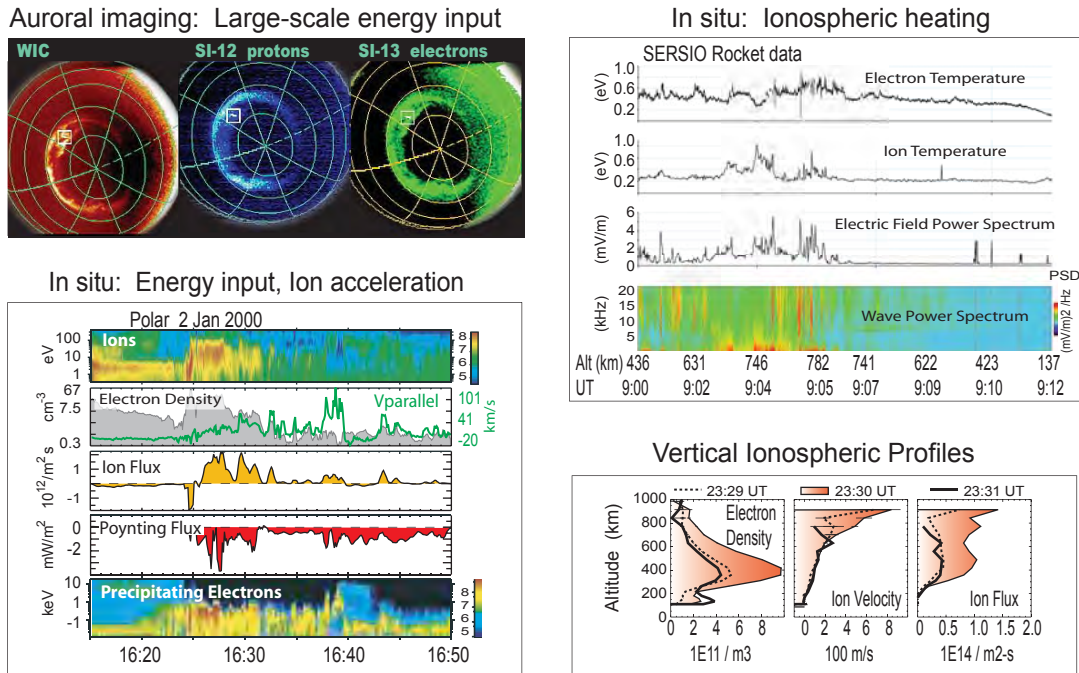 Auroral imaging: Large-scale energy input
WIC
SI-12 protons
SI-13 electrons
In situ: Energy input, Ion acceleration
Polar 2 Jan 2000
Ions
eV
100
10
1
8
7
6
5
Electron Density
Vparallel
cm-3
67
7.5
0.3
101
41
-20
km/s
Ion Flux
10^12/m^2 s
1
-1
Poynting Flux
mW/m^2
0
-2
Precipitating Electrons
keV
10
1
-1
8
7
6
5
16:20 16:30 16:40 16:50
In situ: Ionospheric heating
SERSIO Rocket data
Electron Temperature
(eV)
1.0
0.6
0.2
Ion Temperature
(eV)
1.0
0.6
0.2
Electric Field Power Spectrum
(mV/m)
6
4
2
0
PSD
(mV/m)2 /Hz
Wave Power Spectrum
(kHz)
20
15
10
5
Alt (km) 436 631 746 782 741 622 423 137
UT 9:00 9:02 9:04 9:05 9:07 9:09 9:10 9:12
Vertical Ionospheric Profiles
23:29 UT 23:30 UT 23:31 UT
Altitude (km)
1000
800
600
400
200
0
Electron
Density
Ion Velocity
Ion Flux
0 2 4 6 8
0 2 4 6 8
0 0.5 1.0 1.5 2.0
1E11 / m3
100 m/s
1E14 / m2-s